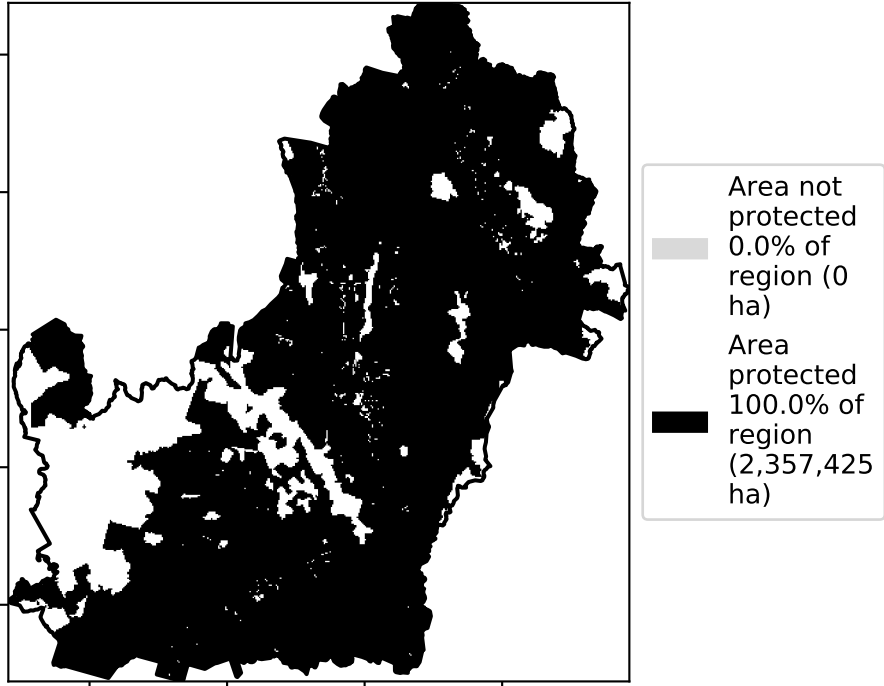 Area not
protected
0.0% of
region (0
ha)
Area
protected
100.0% of
region
(2,357,425
ha)